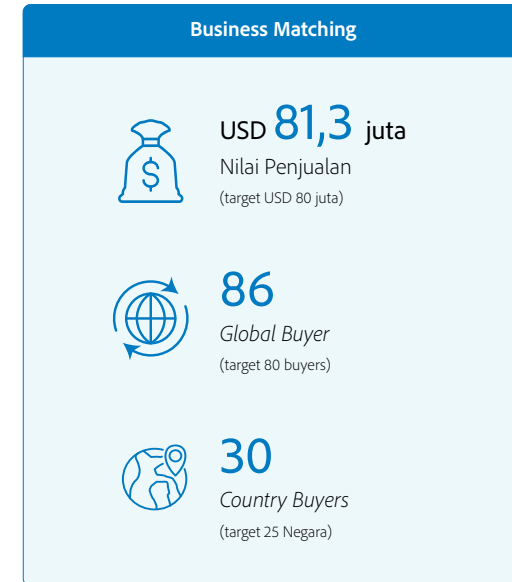 Business Matching
USD 81,3 juta
Nilai Penjualan
(target USD 80 juta)
86
Global Buyer
(target 80 buyers)
30
Country Buyers
(target 25 Negara)